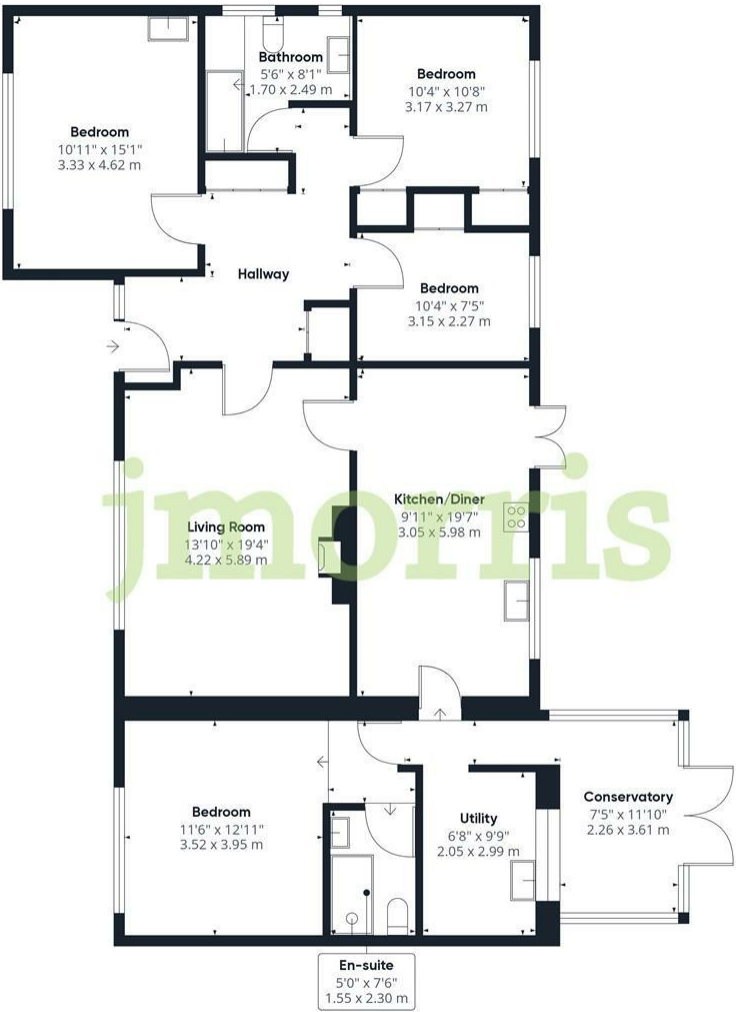 Bathroom
5'6" x 8'1"
1.70 x 2.49 m
Bedroom
10'4" x 10'8"
3.17 x 3.27 m
Bedroom
10'11" x 15'1"
3.33 x 4.62 m
Hallway
Bedroom
10'4" x 7'5"
3.15 x 2.27 m
jmorris
Living Room
13'10" x 19'4"
4.22 x 5.89 m
Kitchen/Diner
9'11" x 19'7"
3.05 x 5.98 m
Bedroom
11'6" x 12'11"
3.52 x 3.95 m
Utility
6'8" x 9'9"
2.05 x 2.99 m
Conservatory
7'5" x 11'10"
2.26 x 3.61 m
En-suite
5'0" x 7'6"
1.55 x 2.30 m